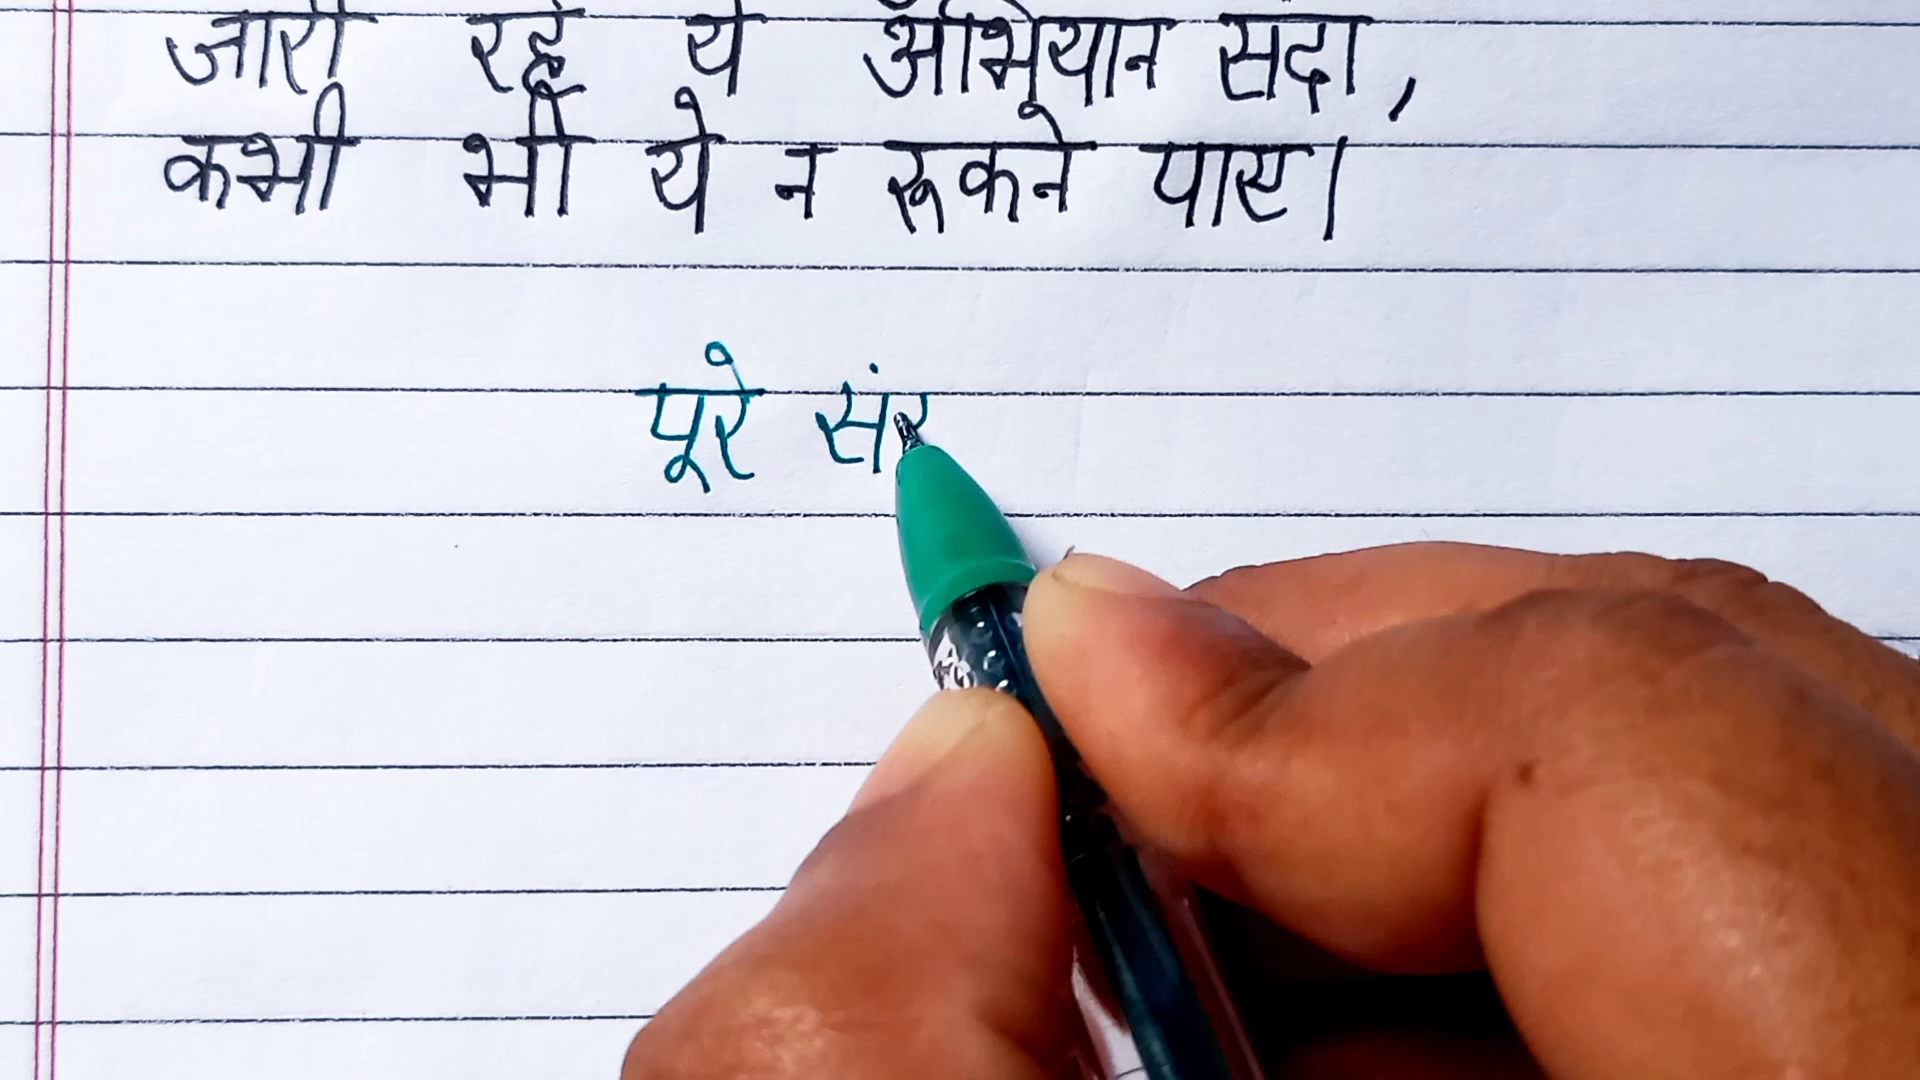 जारी रहे ये अभियान सदा,
कभी भी ये न रूकने पाए।
पूरे